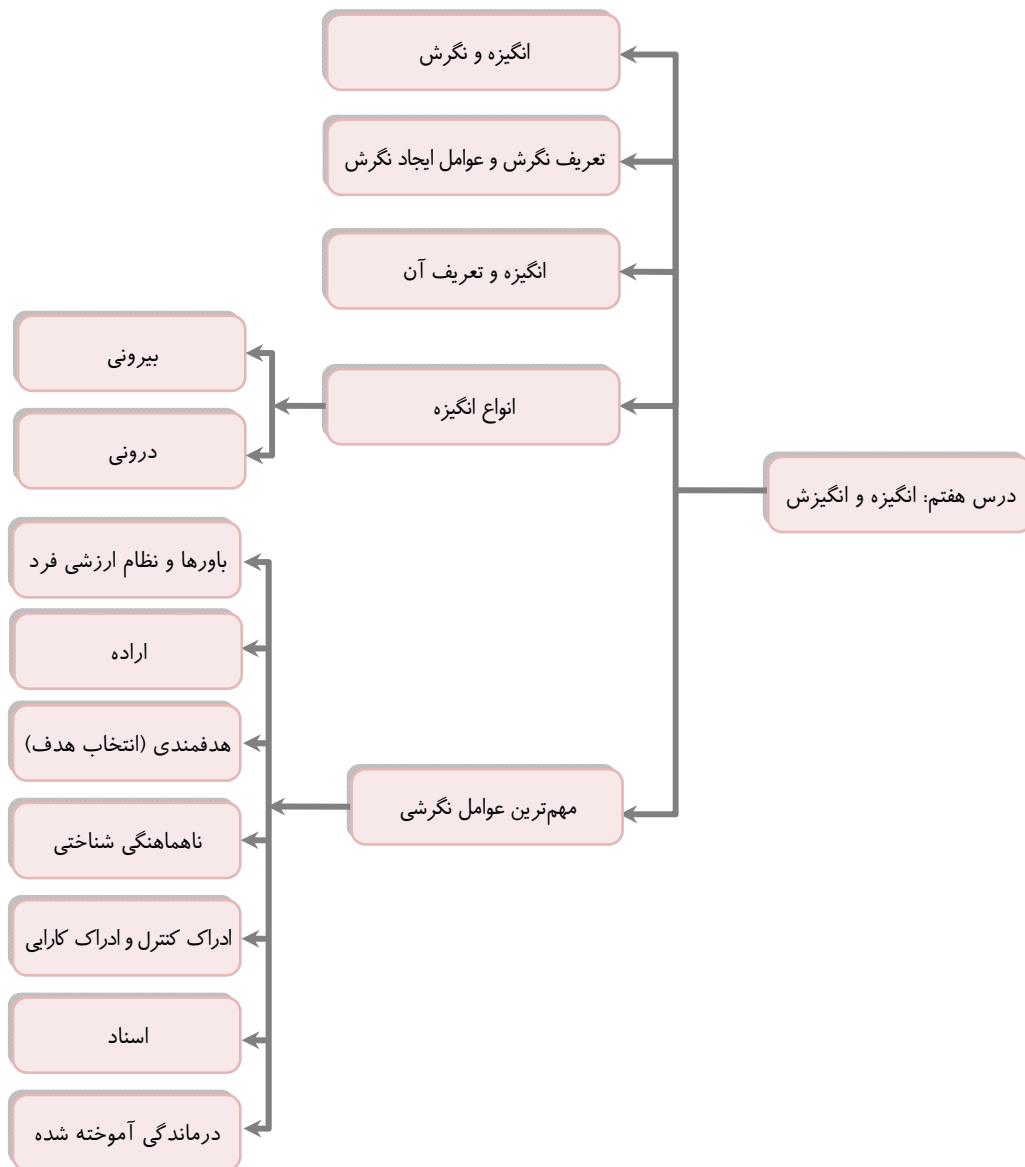 درس هفتم: انگیزه و انگیزش
انگیزه و نگرش
تعریف نگرش و عوامل ایجاد نگرش
انگیزه و تعریف آن
انواع انگیزه
بیرونی
درونی
مهم‌ترین عوامل نگرشی
باورها و نظام ارزشی فرد
اراده
هدفمندی (انتخاب هدف)
ناهماهنگی شناختی
ادراک کنترل و ادراک کارایی
اسناد
درماندگی آموخته شده